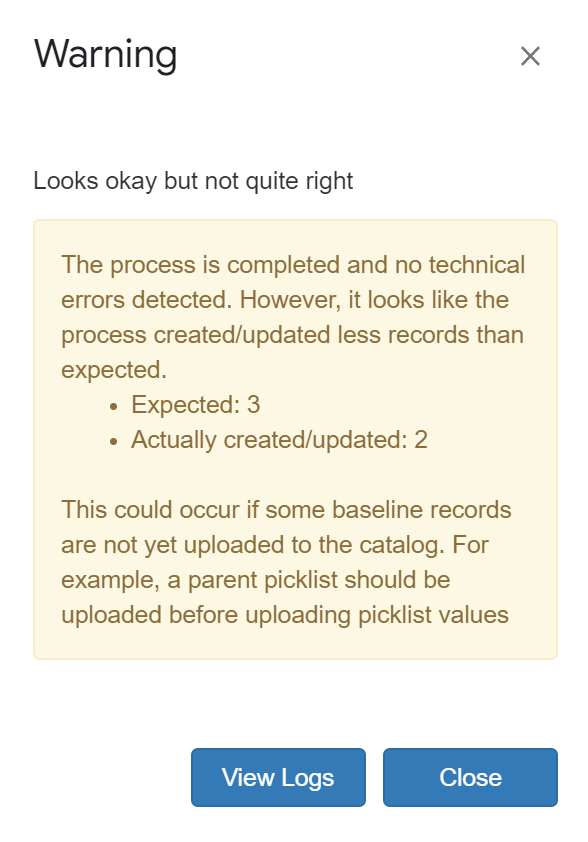 Warning
Looks okay but not quite right
The process is completed and no technical
errors detected. However, it looks like the
process created/updated less records than
expected.
• Expected: 3
• Actually created/updated: 2
This could occur if some baseline records
are not yet uploaded to the catalog. For
example, a parent picklist should be
uploaded before uploading picklist values
View Logs
Close